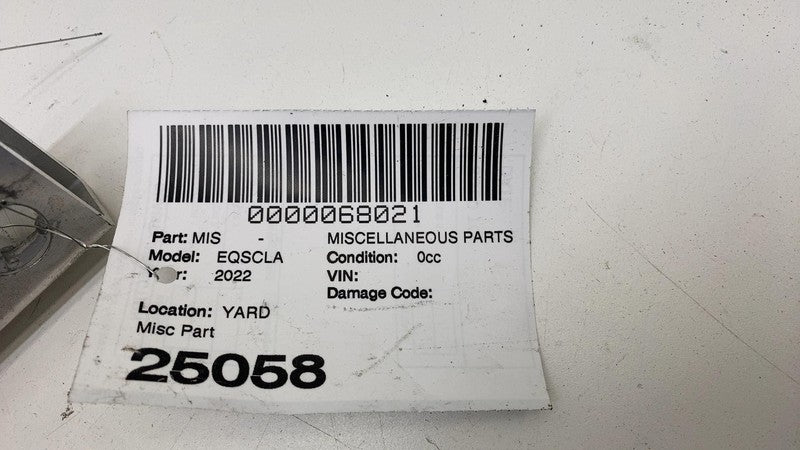 0000068021
Part: MIS - MISCELLANEOUS PARTS
Model: EQSCLA Condition: 0cc
2022 VIN:
Damage Code:
Location: YARD
Misc Part
25058